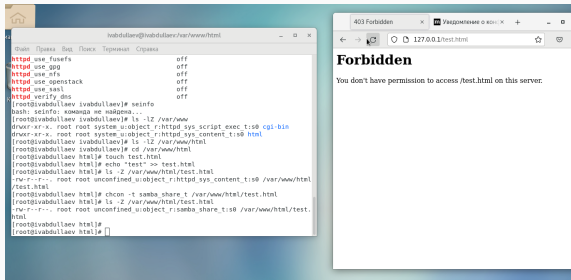 ivabdullaev@ivabdullaev:/var/www/html
Файл Правка Вид Поиск Терминал Справка
httpd_use_fusefs off
httpd_use_gpg off
httpd_use_nfs off
httpd_use_openstack off
httpd_use_sasl off
httpd_verify_dns off
[root@ivabdullaev ivabdullaev]# seinfo
bash: seinfo: команда не найдена...
[root@ivabdullaev ivabdullaev]# ls -lZ /var/www
drwxr-xr-x. root root system_u:object_r:httpd_sys_script_exec_t:s0 cgi-bin
drwxr-xr-x. root root system_u:object_r:httpd_sys_content_t:s0 html
[root@ivabdullaev ivabdullaev]# ls -lZ /var/www/html
[root@ivabdullaev ivabdullaev]# cd /var/www/html
[root@ivabdullaev html]# touch test.html
[root@ivabdullaev html]# echo "test" >> test.html
[root@ivabdullaev html]# ls -Z /var/www/html/test.html
-rw-r--r--. root root unconfined_u:object_r:httpd_sys_content_t:s0 /var/www/html
/test.html
[root@ivabdullaev html]# chcon -t samba_share_t /var/www/html/test.html
[root@ivabdullaev html]# ls -Z /var/www/html/test.html
-rw-r--r--. root root unconfined_u:object_r:samba_share_t:s0 /var/www/html/test.
html
[root@ivabdullaev html]#
[root@ivabdullaev html]#
403 Forbidden
Уведомление о кон
127.0.0.1/test.html
Forbidden
You don't have permission to access /test.html on this server.